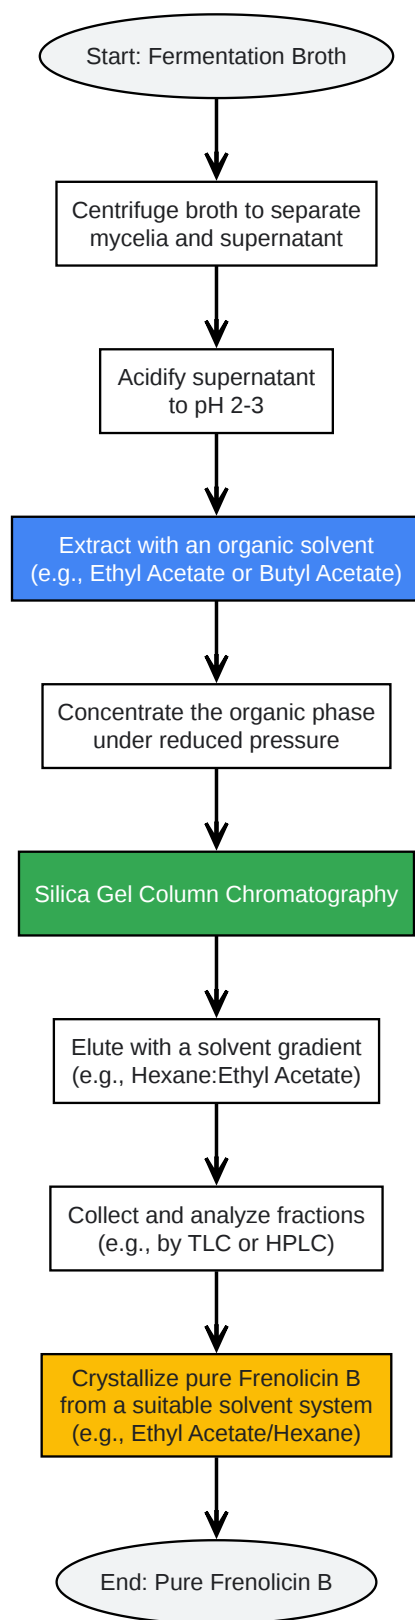 Start: Fermentation Broth
Centrifuge broth to separate
mycelia and supernatant
Acidify supernatant
to pH 2-3
Extract with an organic solvent
(e.g., Ethyl Acetate or Butyl Acetate)
Concentrate the organic phase
under reduced pressure
Silica Gel Column Chromatography
Elute with a solvent gradient
(e.g., Hexane:Ethyl Acetate)
Collect and analyze fractions
(e.g., by TLC or HPLC)
Crystallize pure Frenolicin B
from a suitable solvent system
(e.g., Ethyl Acetate/Hexane)
End: Pure Frenolicin B